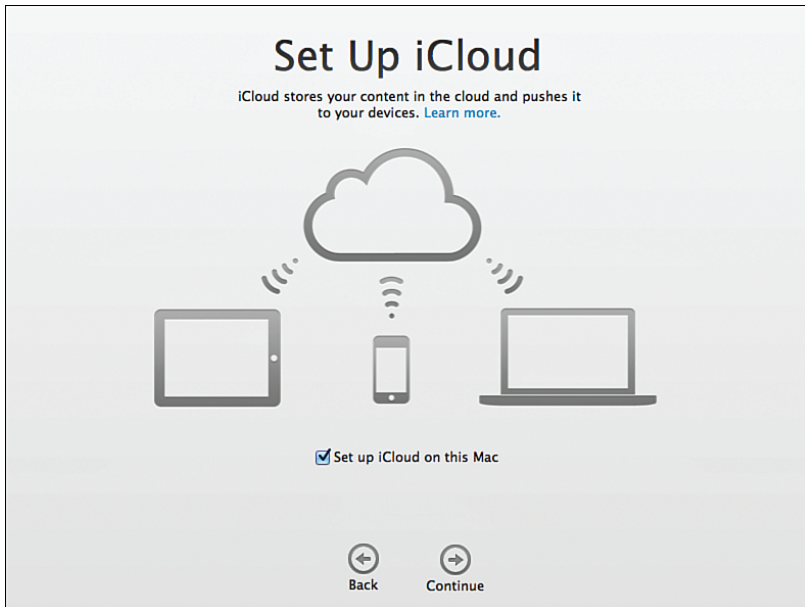 Set Up iCloud
iCloud stores your content in the cloud and pushes it
to your devices. Learn more.
Set up iCloud on this Mac
Back
Continue